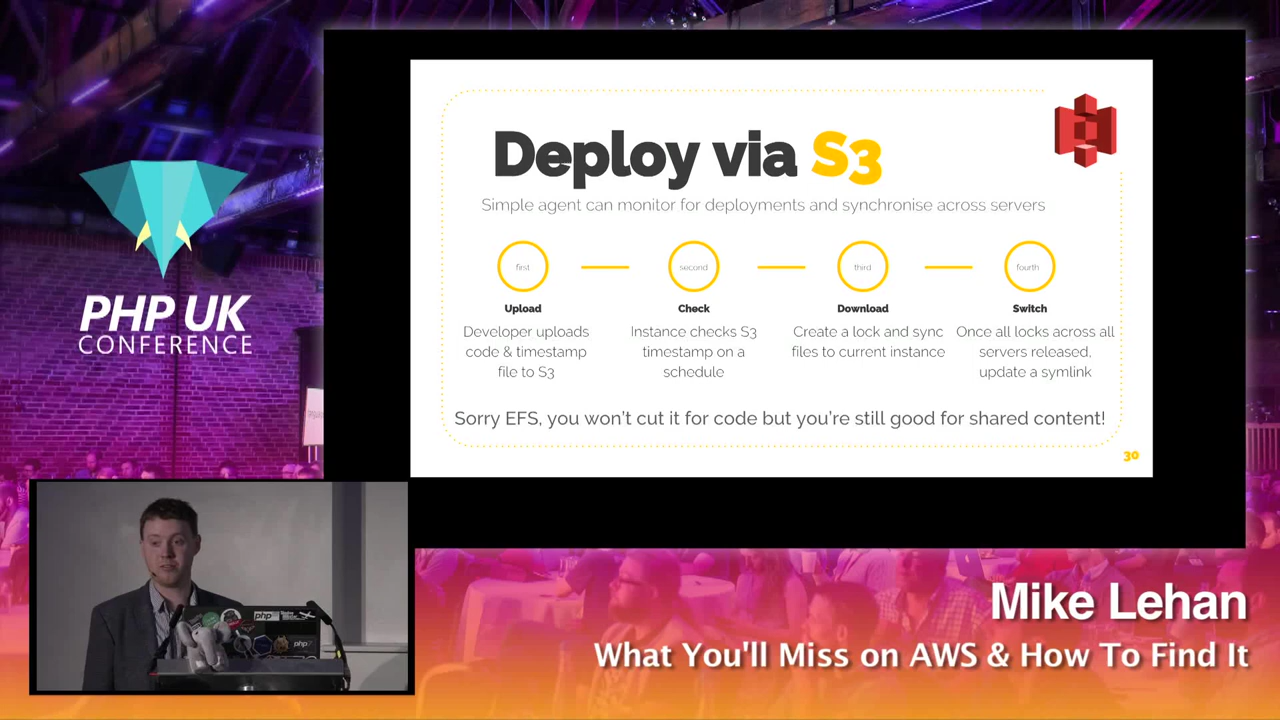 Deploy via S3
Simple agent can monitor for deployments and synchronise across servers
first
second
third
fourth
Upload
Developer uploads
code & timestamp
file to S3
Check
Instance checks S3
timestamp on a
schedule
Download
Create a lock and sync
files to current instance
Switch
Once all locks across all
servers released,
update a symlink
Sorry EFS, you won't cut it for code but you're still good for shared content!
30
PHP UK
CONFERENCE
php
php
Mike Lehan
What You'll Miss on AWS & How To Find It